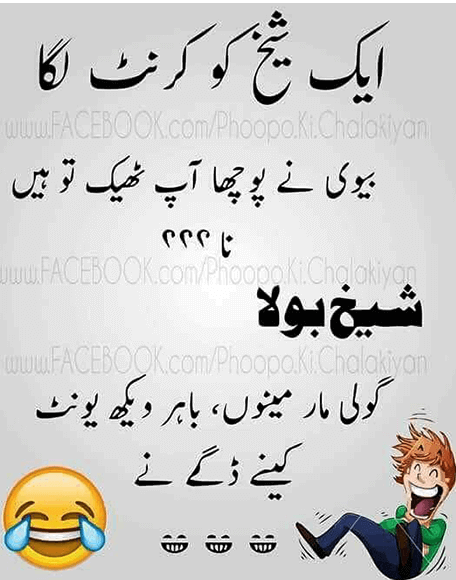 ایک شیخ کو کرنٹ لگا
www.FACEBOOK.com/Phoopo.Ki.Chalakiyan
بیوی نے پوچھا آپ ٹھیک تو ہیں
نا ؟؟؟
www.FACEBOOK.com/Phoopo.Ki.Chalakiyan
شیخ بولا
www.FACEBOOK.com/Phoopo.Ki.Chalakiyan
گولی مار مینوں، باہر ویکھ یونٹ
کینے ڈگے نے